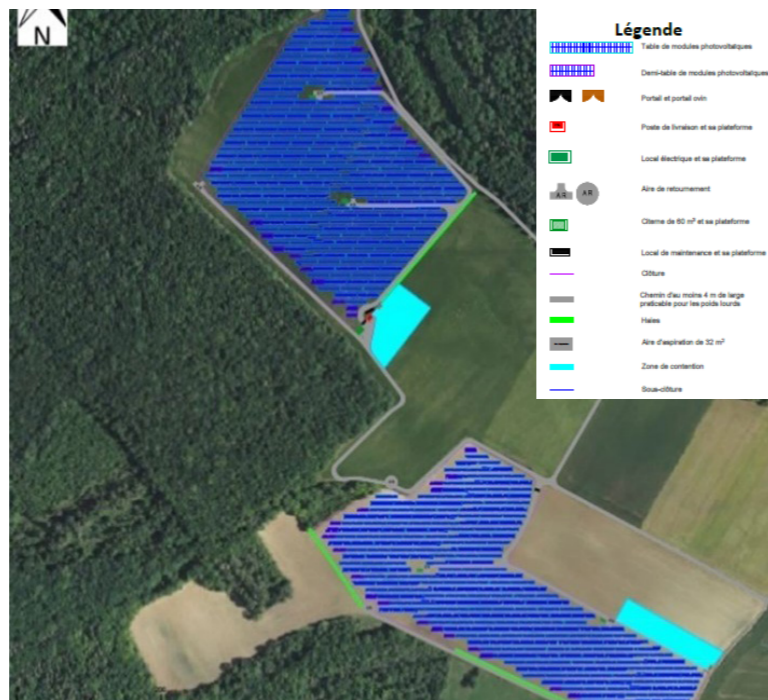 N
Légende
Table de modules photovoltaïques
Demi-table de modules photovoltaïques
Portail et portail ovin
Poste de livraison et sa plateforme
Local électrique et sa plateforme
Aire de retournement
Citerne de 60 m³ et sa plateforme
Local de maintenance et sa plateforme
Clôture
Chemin d'au moins 4 m de large
praticable pour les poids lourds
Haies
Aire d'aspiration de 32 m²
Zone de contention
Sous-clôture